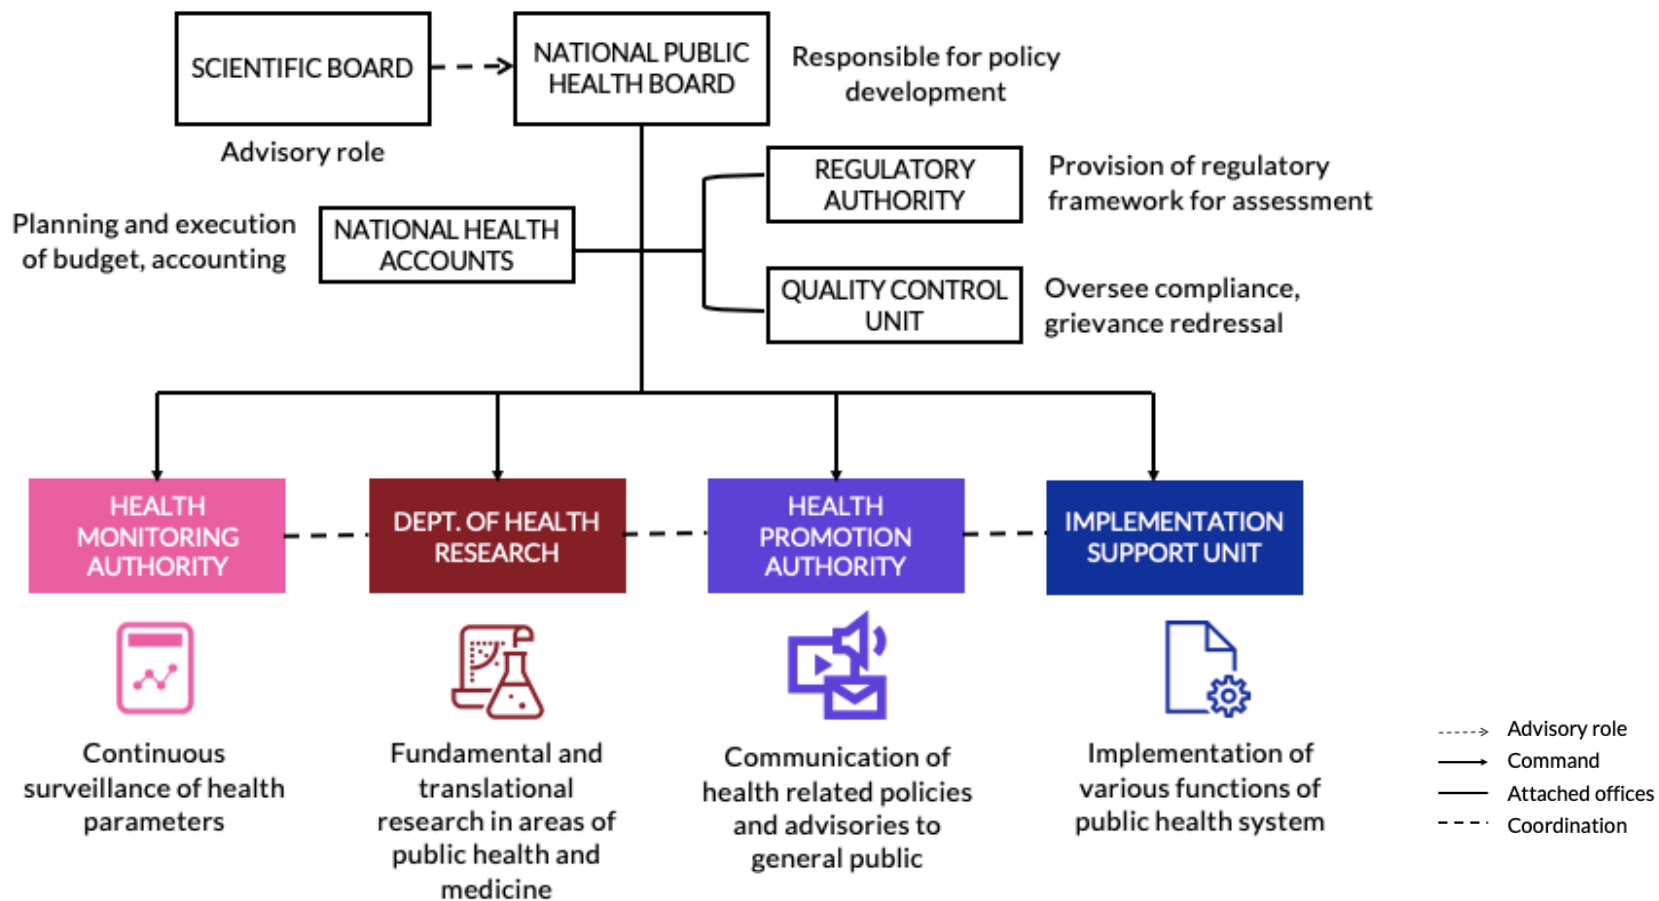 SCIENTIFIC BOARD
Advisory role
NATIONAL PUBLIC
HEALTH BOARD
Responsible for policy
development
REGULATORY
AUTHORITY
Provision of regulatory
framework for assessment
Planning and execution
of budget, accounting
NATIONAL HEALTH
ACCOUNTS
QUALITY CONTROL
UNIT
Oversee compliance,
grievance redressal
HEALTH
MONITORING
AUTHORITY
DEPT. OF HEALTH
RESEARCH
HEALTH
PROMOTION
AUTHORITY
IMPLEMENTATION
SUPPORT UNIT
Continuous
surveillance of health
parameters
Fundamental and
translational
research in areas of
public health and
medicine
Communication of
health related policies
and advisories to
general public
Implementation of
various functions of
public health system
Advisory role
Command
Attached offices
Coordination